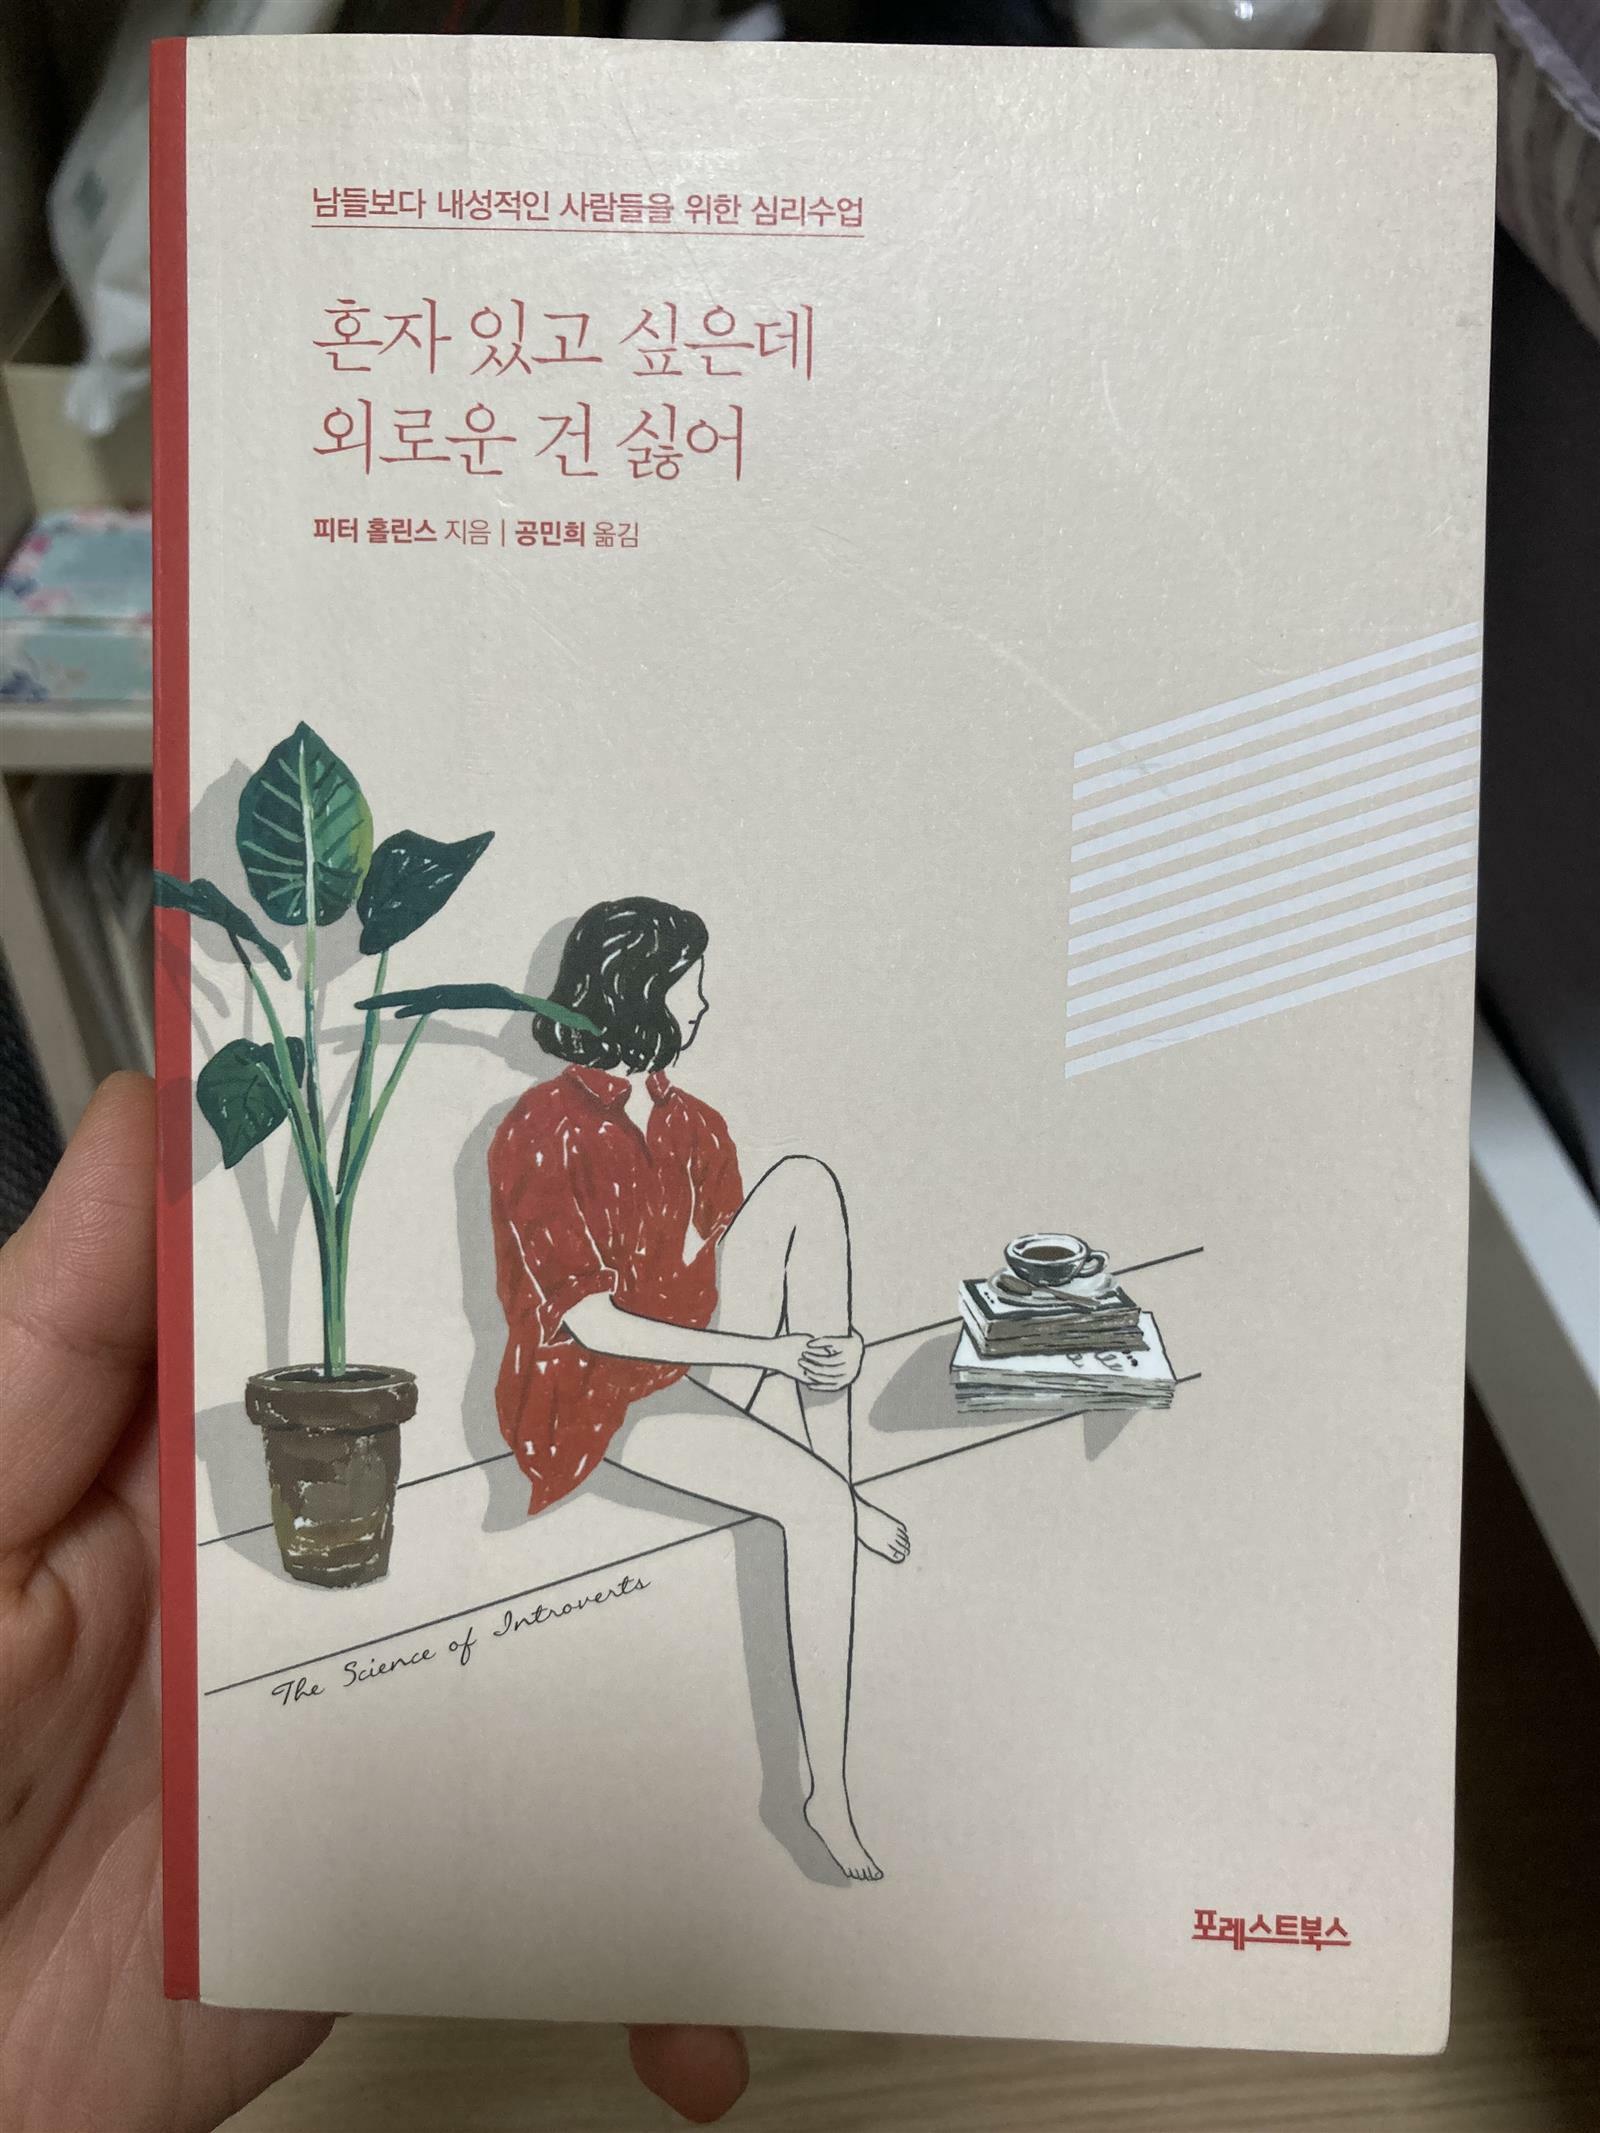 남들보다 내성적인 사람들을 위한 심리수업
혼자 있고 싶은데
외로운 건 싫어
피터 홀린스 지음 | 공민희 옮김
The Science of Introverts
포레스트북스